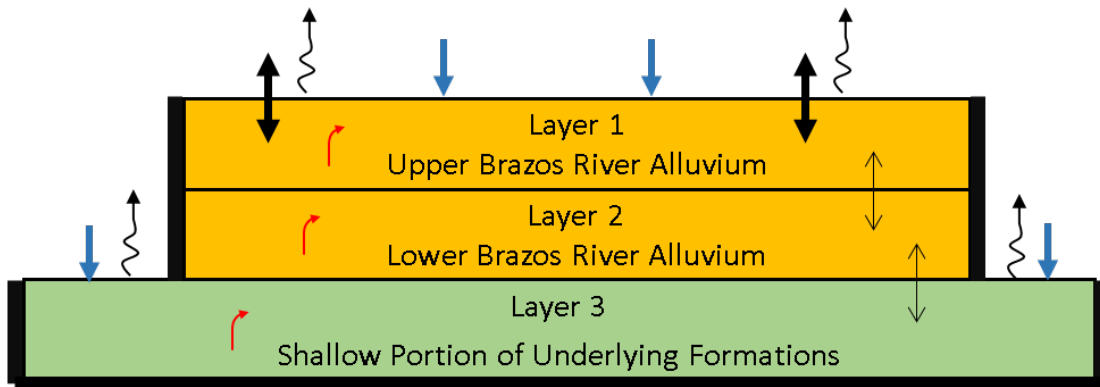 Layer 1
Upper Brazos River Alluvium
Layer 2
Lower Brazos River Alluvium
Layer 3
Shallow Portion of Underlying Formations